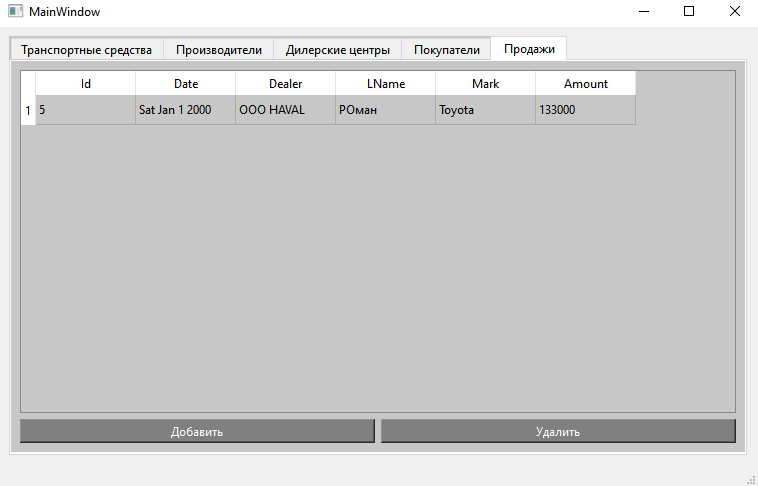 MainWindow
Транспортные средства Производители Дилерские центры Покупатели Продажи
Id Date Dealer LName Mark Amount
1 5 Sat Jan 1 2000 ООО HAVAL РОман Toyota 133000
Добавить Удалить